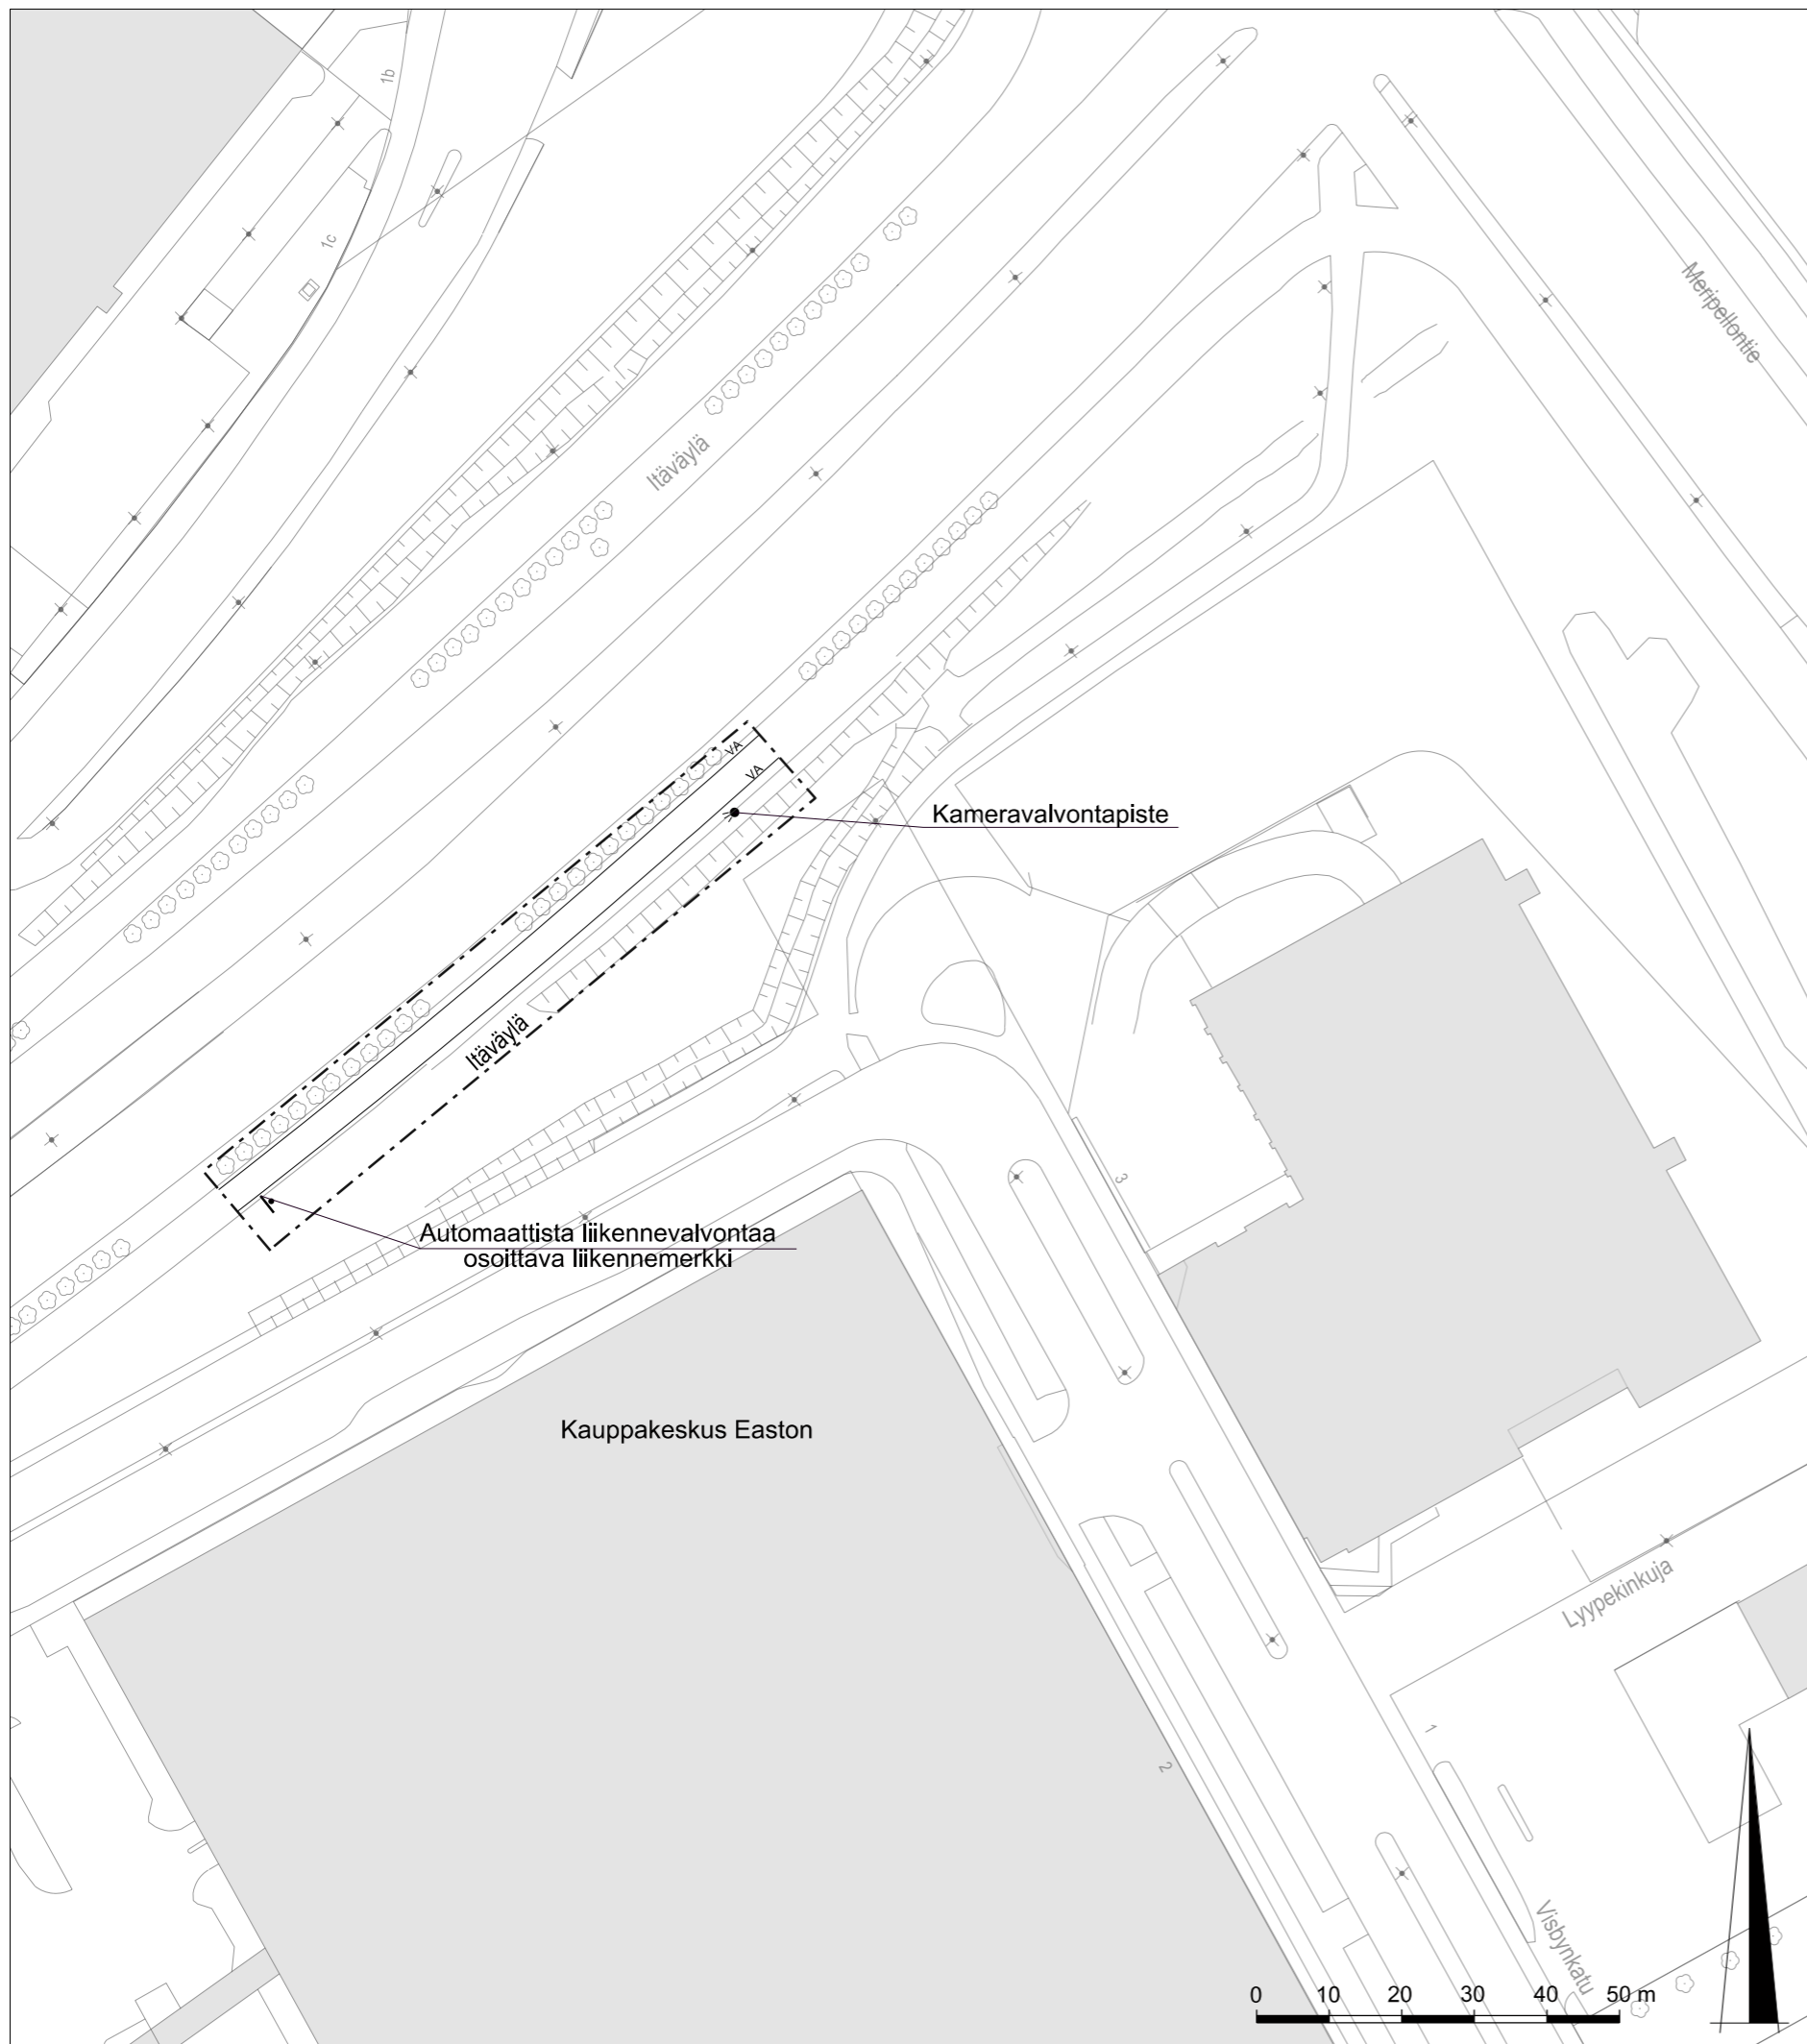 1b
1c
Meripellontie
Itäväylä
VA
VA
Kameravalvontapiste
Itäväylä
3
Automaattista liikennevalvontaa
osoittava liikennemerkki
Kauppakeskus Easton
Lyypekinkuja
1
2
Visbynkatu
0 10 20 30 40 50 m